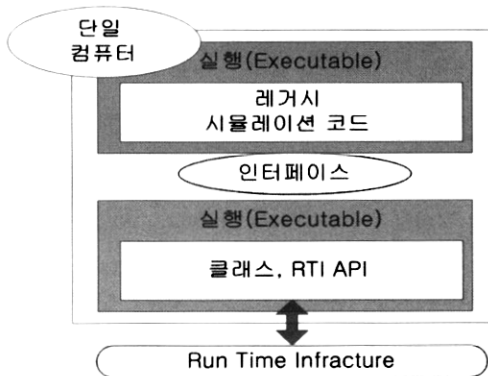 단일
컴퓨터
실행(Executable)
레거시
시뮬레이션 코드
인터페이스
실행(Executable)
클래스, RTI API
Run Time Infracture